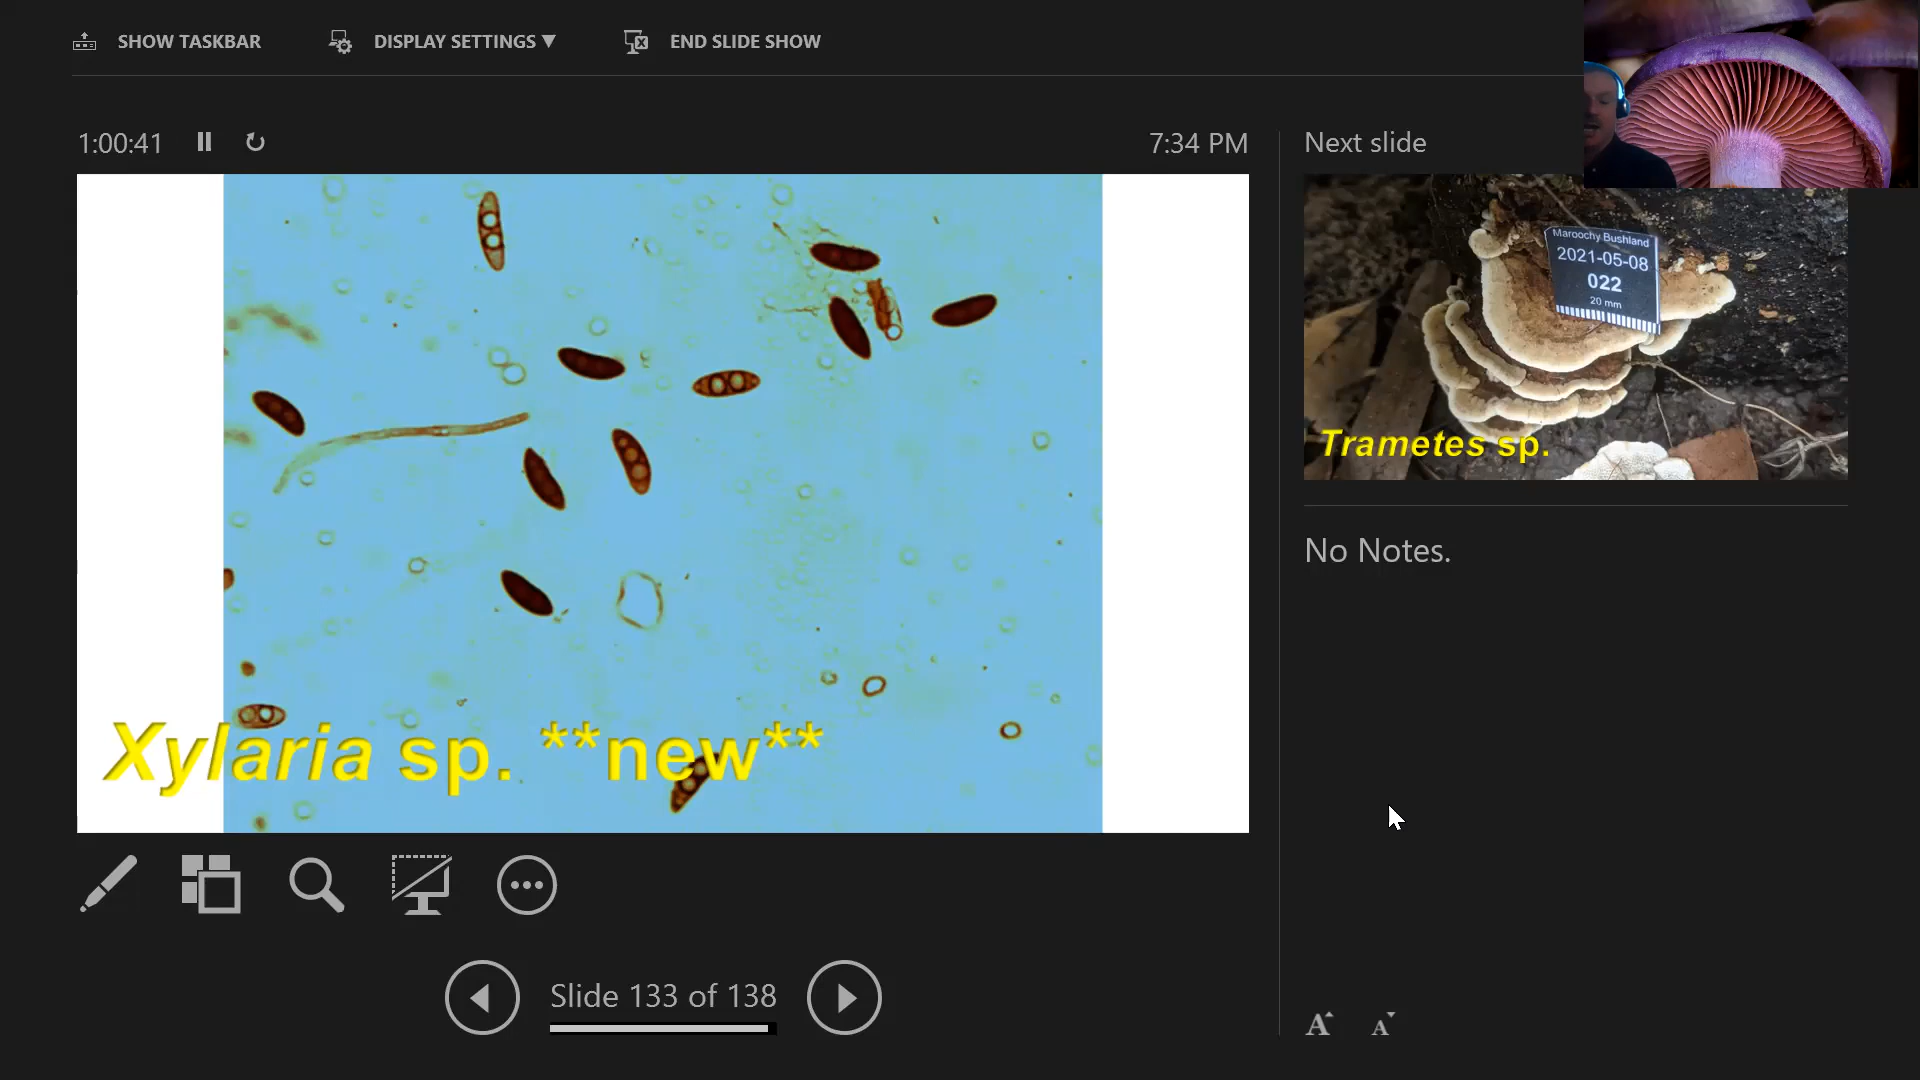 SHOW TASKBAR
DISPLAY SETTINGS ▼
END SLIDE SHOW
1:00:41
7:34 PM
Next slide
Xylaria sp. **new**
Maroochy Bushland
2021-05-08
022
20 mm
Trametes sp.
No Notes.
Slide 133 of 138
A
A